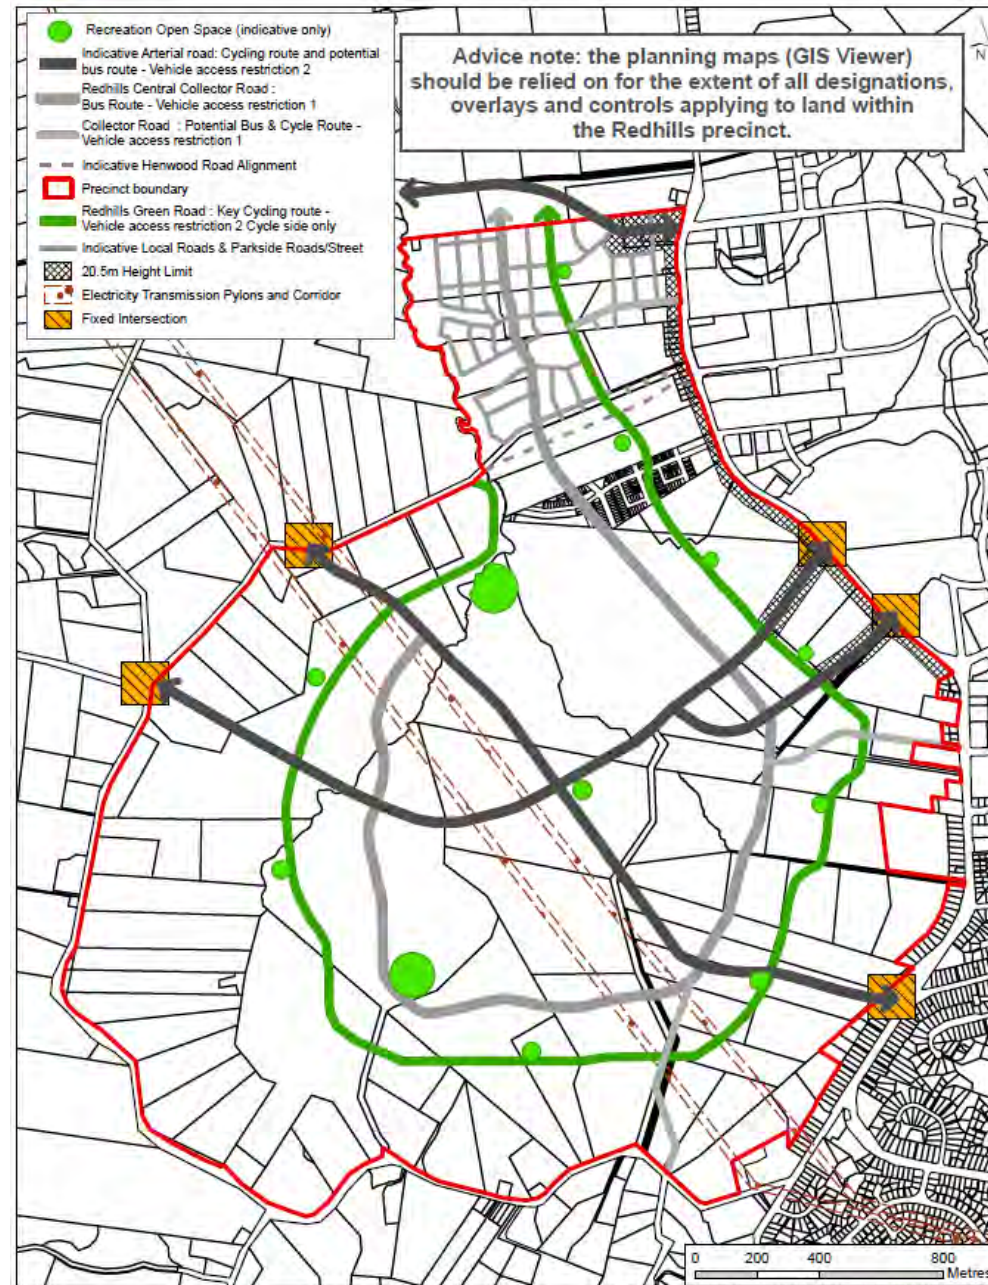 Recreation Open Space (indicative only)
Indicative Arterial road: Cycling route and potential
bus route - Vehicle access restriction 2
Redhills Central Collector Road :
Bus Route - Vehicle access restriction 1
Collector Road : Potential Bus & Cycle Route -
Vehicle access restriction 1
Indicative Henwood Road Alignment
Precinct boundary
Redhills Green Road : Key Cycling route -
Vehicle access restriction 2 Cycle side only
Indicative Local Roads & Parkside Roads/Street
20.5m Height Limit
Electricity Transmission Pylons and Corridor
Fixed Intersection
Advice note: the planning maps (GIS Viewer)
should be relied on for the extent of all designations,
overlays and controls applying to land within
the Redhills precinct.
N
0 200 400 800
Metres